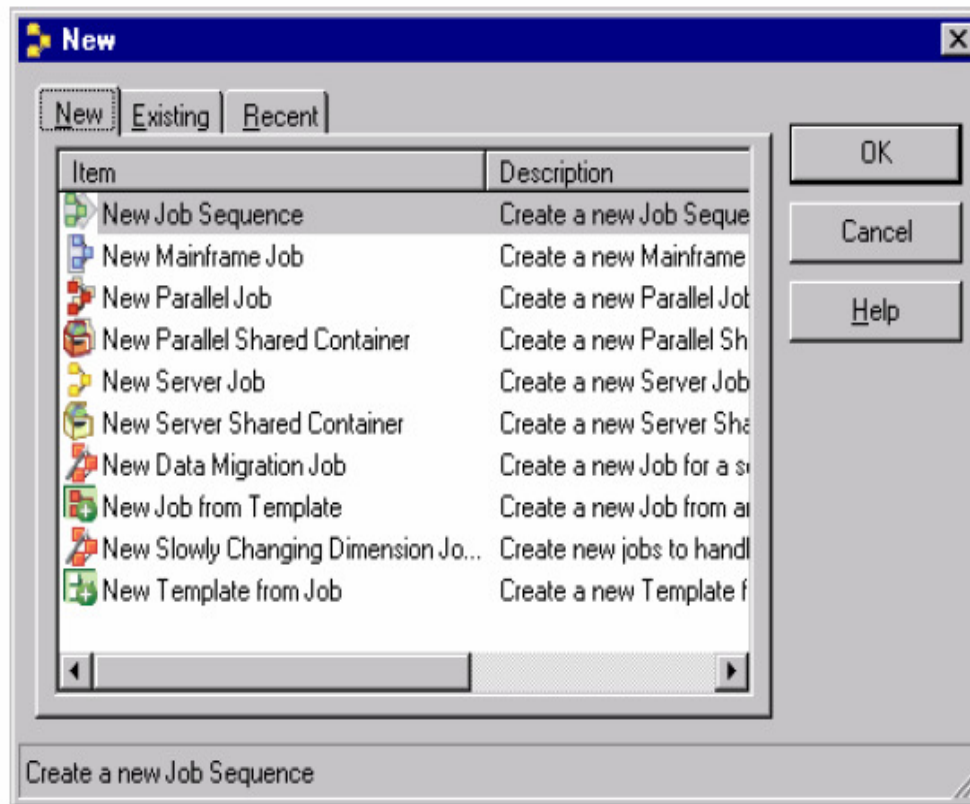 New
New Existing Recent
Item Description
New Job Sequence Create a new Job Seque
New Mainframe Job Create a new Mainframe
New Parallel Job Create a new Parallel Job
New Parallel Shared Container Create a new Parallel Sh
New Server Job Create a new Server Job
New Server Shared Container Create a new Server Sha
New Data Migration Job Create a new Job for a s
New Job from Template Create a new Job from a
New Slowly Changing Dimension Jo... Create new jobs to handl
New Template from Job Create a new Template f
OK
Cancel
Help
Create a new Job Sequence